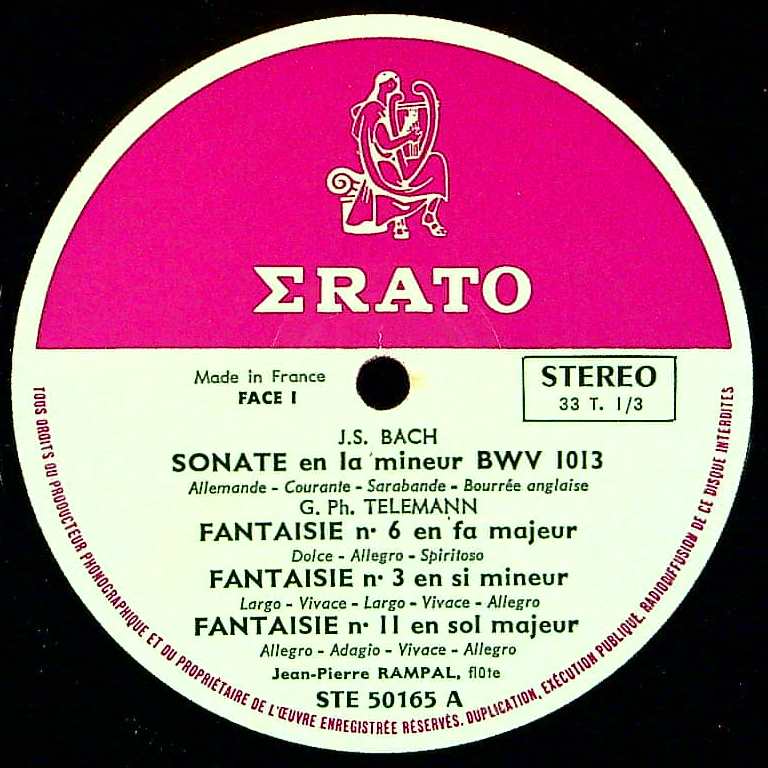 ΣRATO
Made in France
FACE I
STEREO
33 T. 1/3
J.S. BACH
SONATE en la mineur BWV 1013
Allemande - Courante - Sarabande - Bourrée anglaise
G. Ph. TELEMANN
FANTAISIE n· 6 en fa majeur
Dolce - Allegro - Spiritoso
FANTAISIE n· 3 en si mineur
Largo - Vivace - Largo - Vivace - Allegro
FANTAISIE n· II en sol majeur
Allegro - Adagio - Vivace - Allegro
Jean-Pierre RAMPAL, flûte
STE 50165 A
TOUS DROITS DU PRODUCTEUR PHONOGRAPHIQUE ET DU PROPRIÉTAIRE DE L'ŒUVRE ENREGISTRÉE RÉSERVÉS. DUPLICATION, EXÉCUTION PUBLIQUE, RADIODIFFUSION DE CE DISQUE INTERDITES